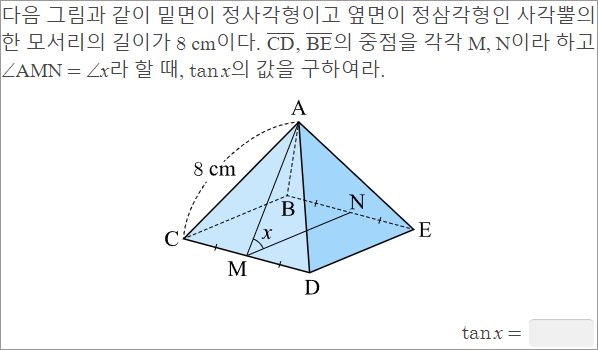 다음 그림과 같이 밑면이 정사각형이고 옆면이 정삼각형인 사각뿔의
한 모서리의 길이가 8 cm이다. C̅D̅, B̅E̅의 중점을 각각 M, N이라 하고
∠AMN = ∠x라 할 때, tan x의 값을 구하여라.
A
8 cm
B
N
C
x
E
M
D
tan x =